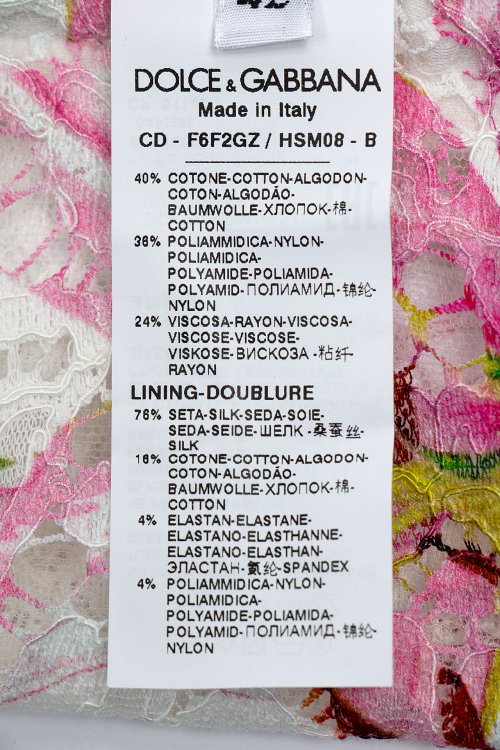 DOLCE & GABBANA
Made in Italy
CD - F6F2GZ / HSM08 - B
40% COTONE-COTTON-ALGODON-
COTON-ALGODÃO-
BAUMWOLLE-ХЛОПОК-棉-
COTTON
36% POLIAMMIDICA-NYLON-
POLIAMIDICA-
POLYAMIDE-POLIAMIDA-
POLYAMID-ПОЛИАМИД-锦纶-
NYLON
24% VISCOSA-RAYON-VISCOSA-
VISCOSE-VISCOSE-
VISKOSE-ВИСКОЗА -粘纤-
RAYON
LINING-DOUBLURE
76% SETA-SILK-SEDA-SOIE-
SEDA-SEIDE-ШЕЛК -桑蚕丝-
SILK
16% COTONE-COTTON-ALGODON-
COTON-ALGODÃO-
BAUMWOLLE-ХЛОПОК-棉-
COTTON
4% ELASTAN-ELASTANE-
ELASTANO-ELASTHANNE-
ELASTANO-ELASTHAN-
ЭЛАСТАН-氨纶-SPANDEX
4% POLIAMMIDICA-NYLON-
POLIAMIDICA-
POLYAMIDE-POLIAMIDA-
POLYAMID-ПОЛИАМИД-锦纶-
NYLON